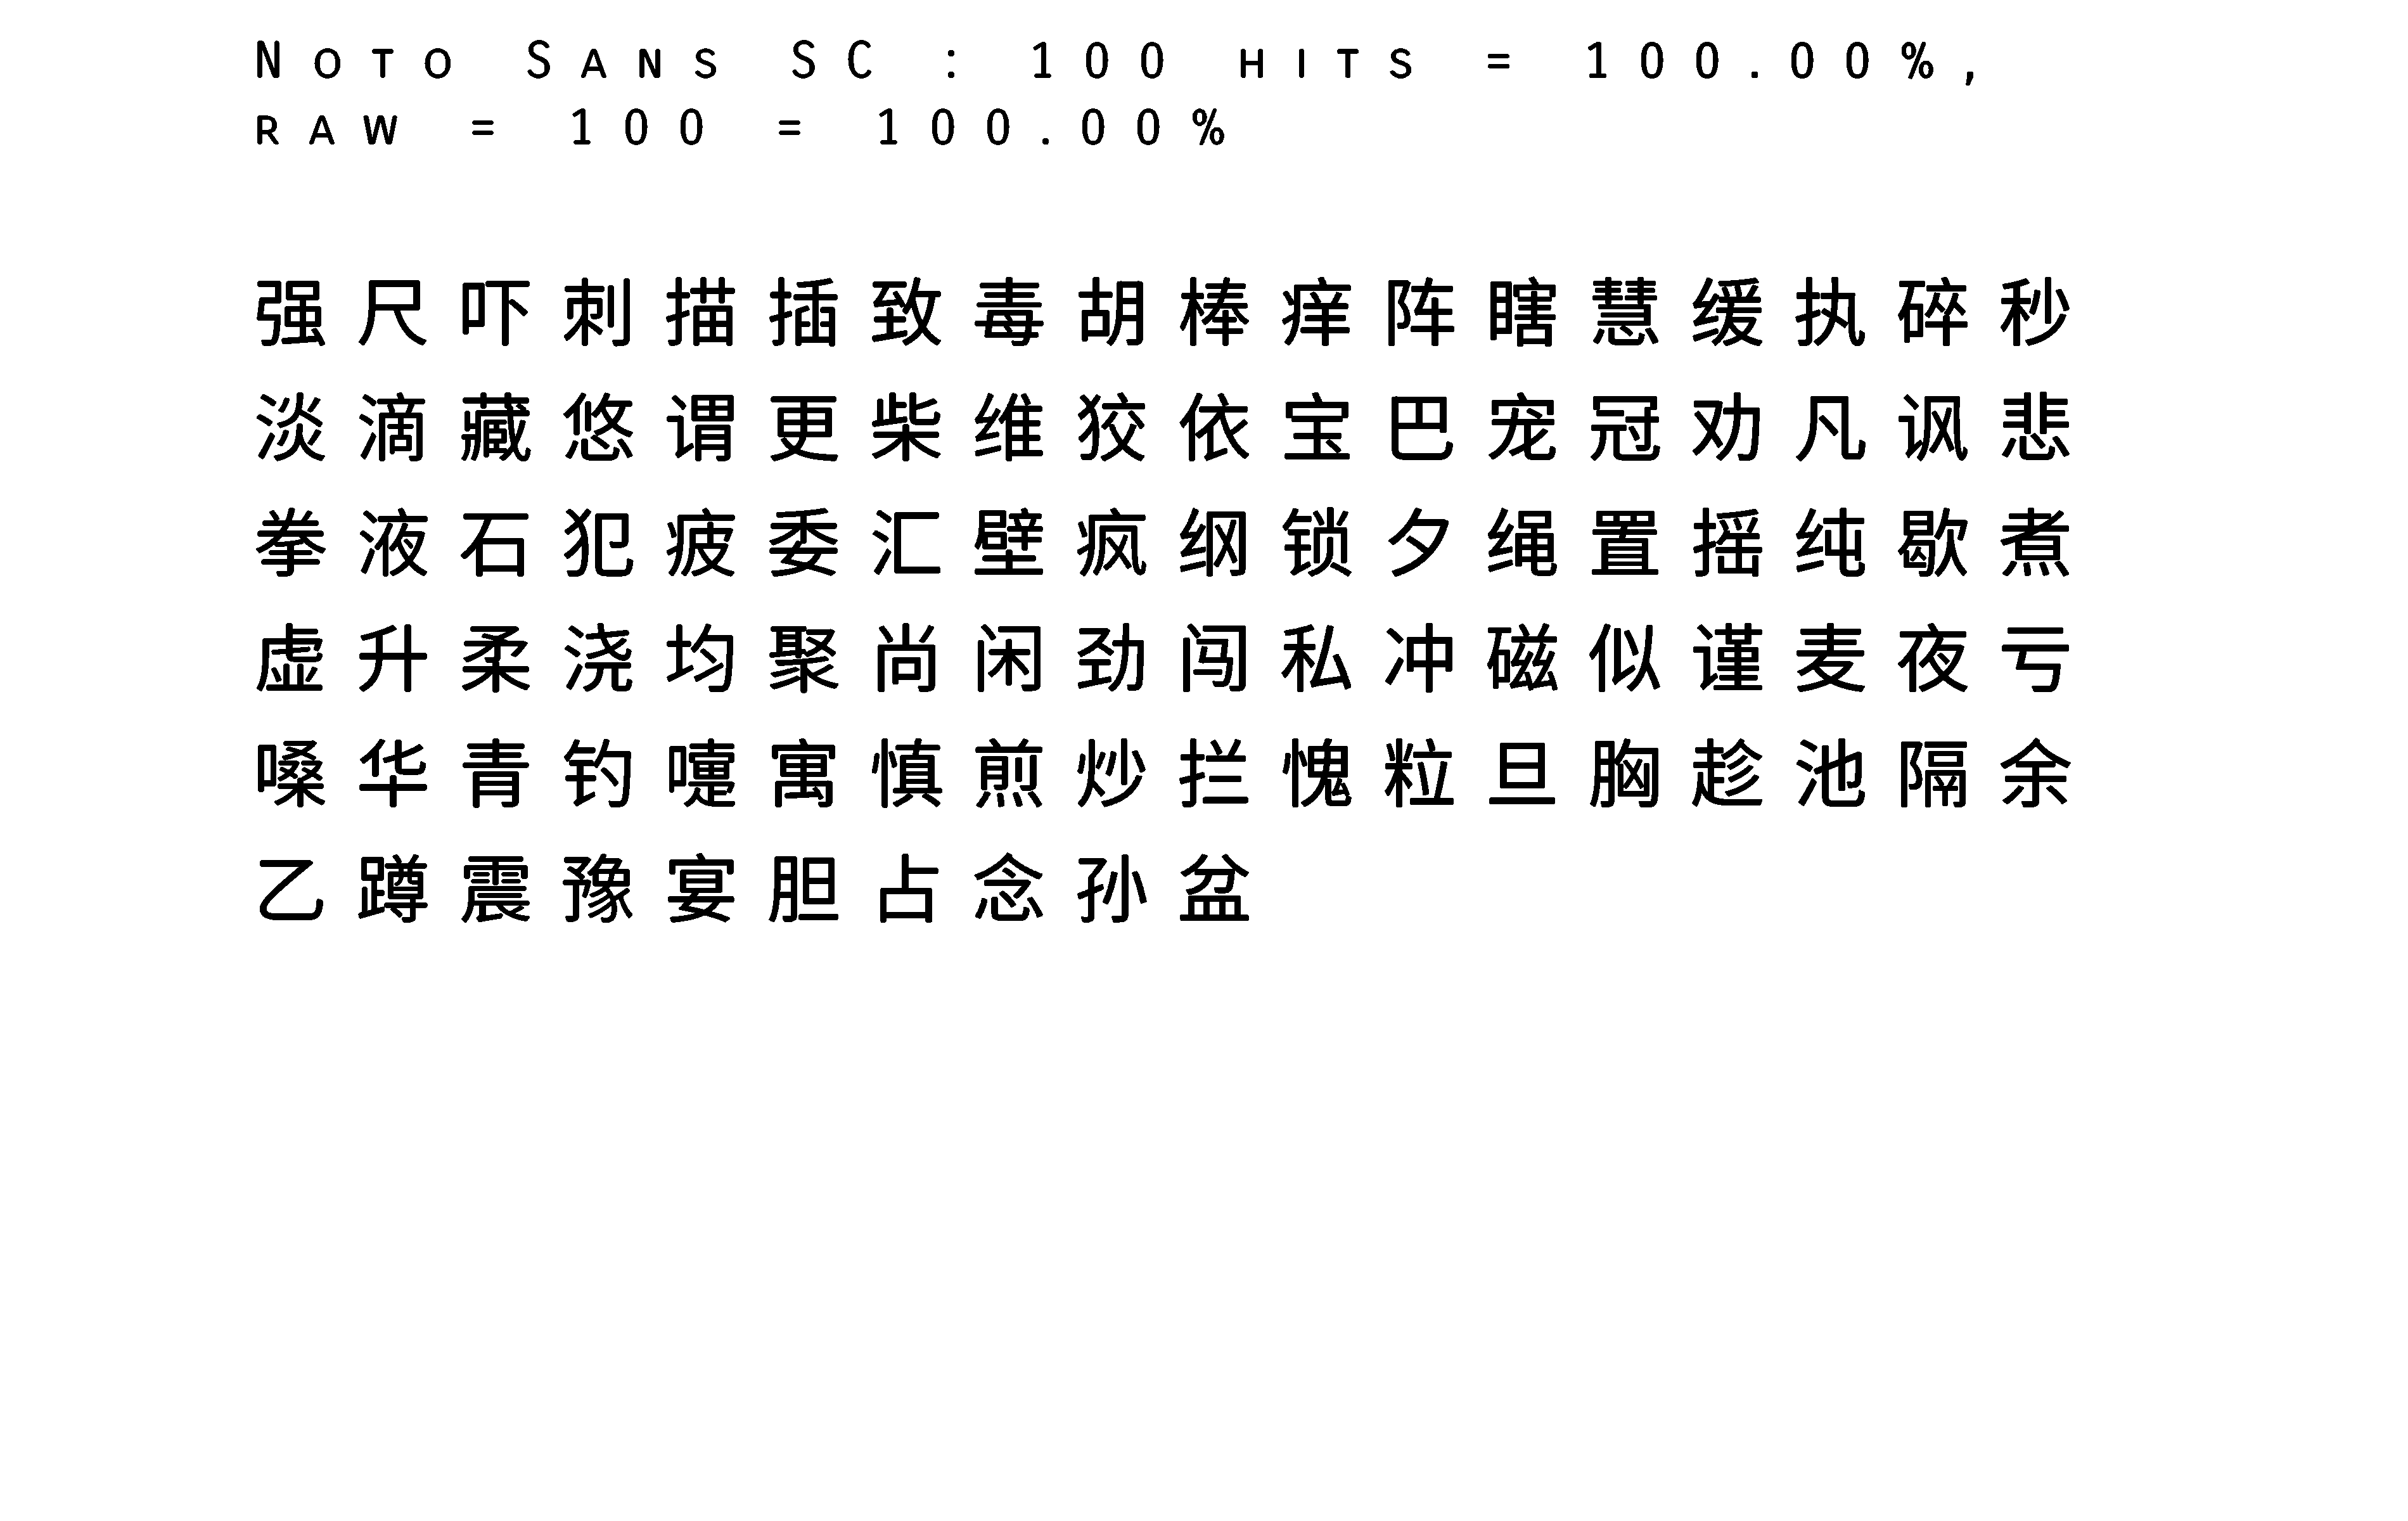 Noto Sans SC : 100 hits = 100.00%,
raw = 100 = 100.00%
强尺吓刺描插致毒胡棒痒阵瞎慧缓执碎秒
淡滴藏悠谓更柴维狡依宝巴宠冠劝凡讽悲
拳液石犯疲委汇壁疯纲锁夕绳置摇纯歇煮
虚升柔浇均聚尚闲劲闯私冲磁似谨麦夜亏
嗓华青钓嚏寓慎煎炒拦愧粒旦胸趁池隔余
乙蹲震豫宴胆占念孙盆